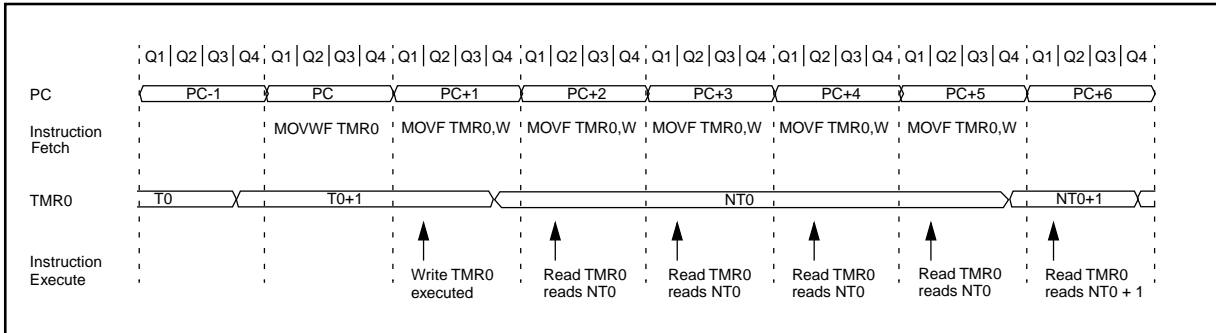 Q1 Q2 Q3 Q4 Q1 Q2 Q3 Q4 Q1 Q2 Q3 Q4 Q1 Q2 Q3 Q4 Q1 Q2 Q3 Q4 Q1 Q2 Q3 Q4 Q1 Q2 Q3 Q4 Q1 Q2 Q3 Q4
PC PC-1 PC PC+1 PC+2 PC+3 PC+4 PC+5 PC+6
Instruction Fetch
MOVWF TMR0 MOVF TMR0,W MOVF TMR0,W MOVF TMR0,W MOVF TMR0,W MOVF TMR0,W
TMR0 T0 T0+1 NT0 NT0+1
Instruction Execute
Write TMR0
executed
Read TMR0
reads NT0
Read TMR0
reads NT0
Read TMR0
reads NT0
Read TMR0
reads NT0
Read TMR0
reads NT0 + 1